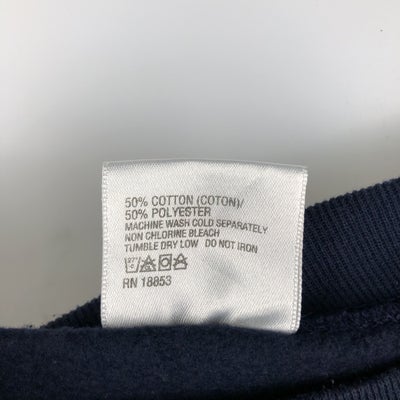 50% COTTON (COTON)/
50% POLYESTER
MACHINE WASH COLD SEPARATELY
NON CHLORINE BLEACH
TUMBLE DRY LOW DO NOT IRON
RN 18853